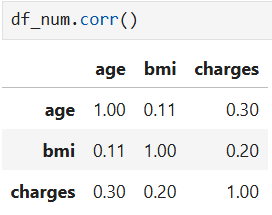 df_num.corr()
age bmi charges
age 1.00 0.11 0.30
bmi 0.11 1.00 0.20
charges 0.30 0.20 1.00